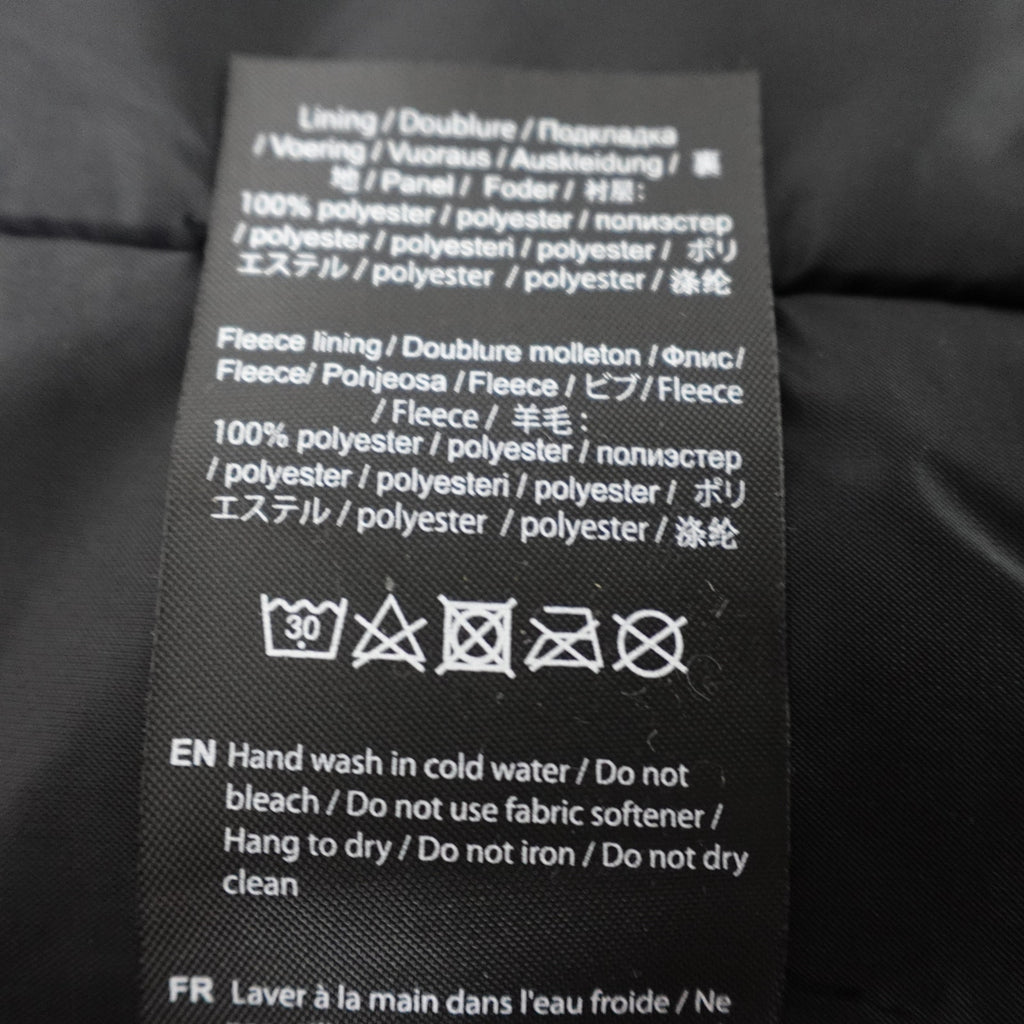 Lining / Doublure / Подкладка
/ Voering / Vuoraus / Auskleidung / 裏
地 / Panel / Foder / 衬屋:
100% polyester / polyester / полиэстер
/ polyester / polyesteri / polyester / ポリ
エステル / polyester / polyester / 涤纶
Fleece lining / Doublure molleton / Флис/
Fleece/ Pohjeosa / Fleece / ビブ/ Fleece
/ Fleece / 羊毛 :
100% polyester / polyester / полиэстер
/ polyester / polyesteri / polyester / ポリ
エステル / polyester / polyester / 涤纶
30
EN Hand wash in cold water / Do not
bleach / Do not use fabric softener /
Hang to dry / Do not iron / Do not dry
clean
FR Laver à la main dans l'eau froide / Ne